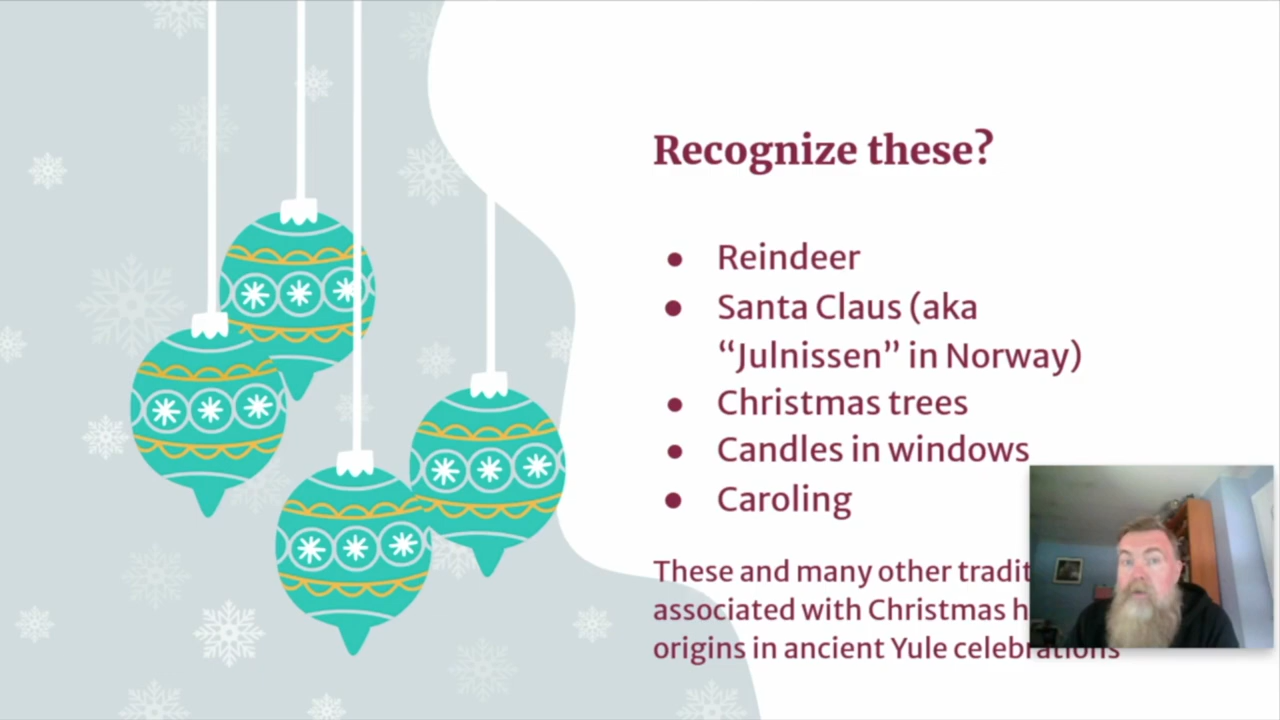 Recognize these?
● Reindeer
● Santa Claus (aka
“Julnissen” in Norway)
● Christmas trees
● Candles in windows
● Caroling
These and many other
associated with Christmas
origins in ancient Yule celebrations